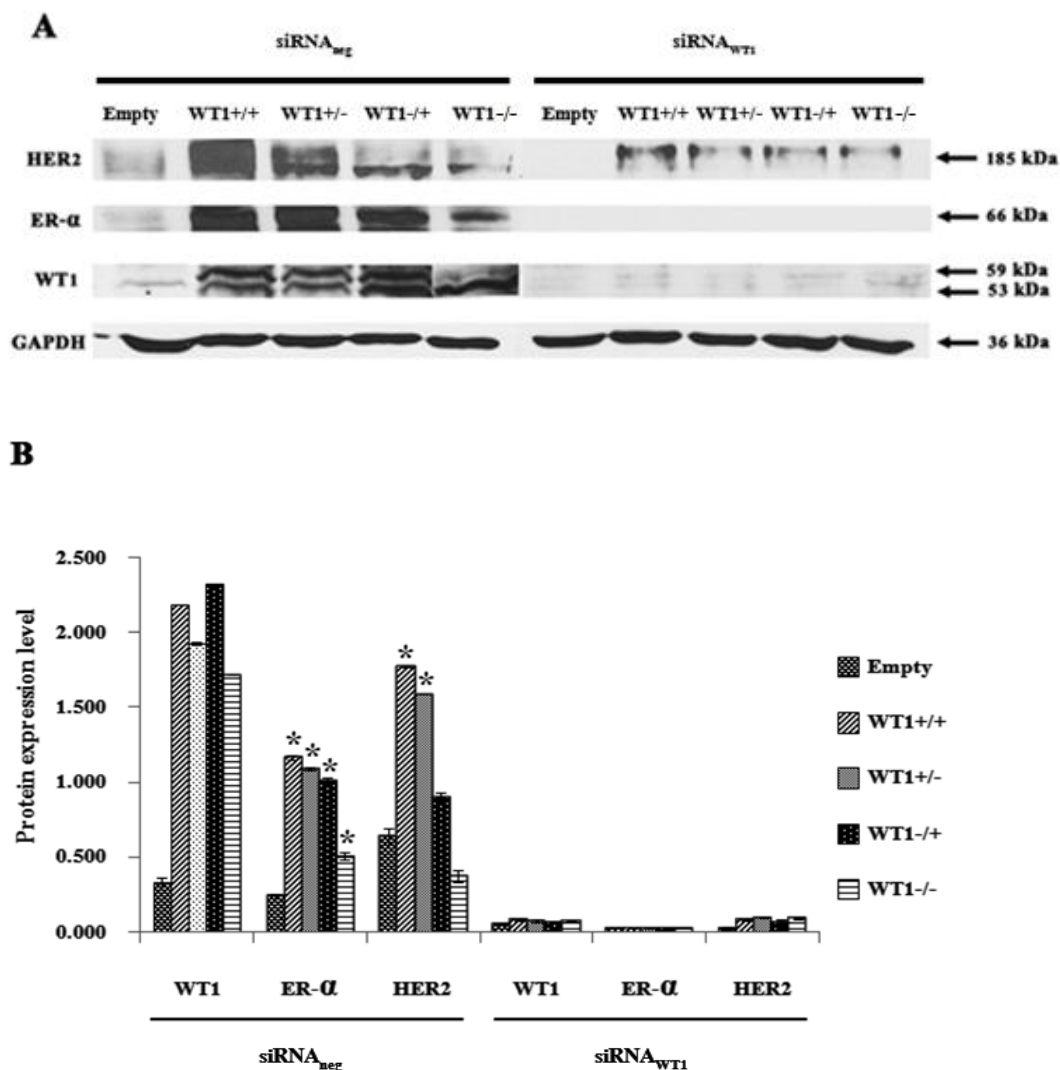 A
siRNAneg siRNAWT1
Empty WT1+/+ WT1+/- WT1-/+ WT1-/- Empty WT1+/+ WT1+/- WT1-/+ WT1-/-
HER2 185 kDa
ER-α 66 kDa
WT1 59 kDa
53 kDa
GAPDH 36 kDa
B
Protein expression level
2.500
2.000
1.500
1.000
0.500
0.000
* * * * * *
WT1 ER-α HER2 WT1 ER-α HER2
siRNAneg siRNAWT1
Empty
WT1+/+
WT1+/-
WT1-/+
WT1-/-